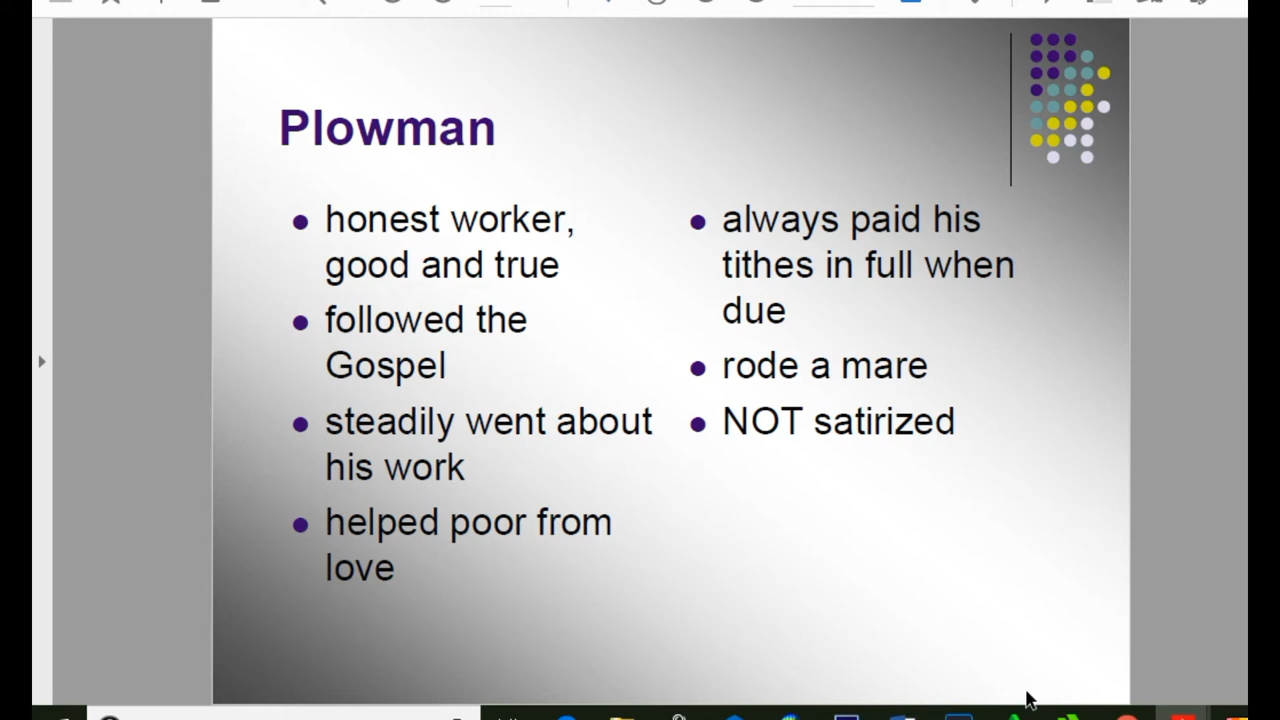 Plowman
honest worker,
good and true
followed the
Gospel
steadily went about
his work
helped poor from
love
always paid his
tithes in full when
due
rode a mare
NOT satirized